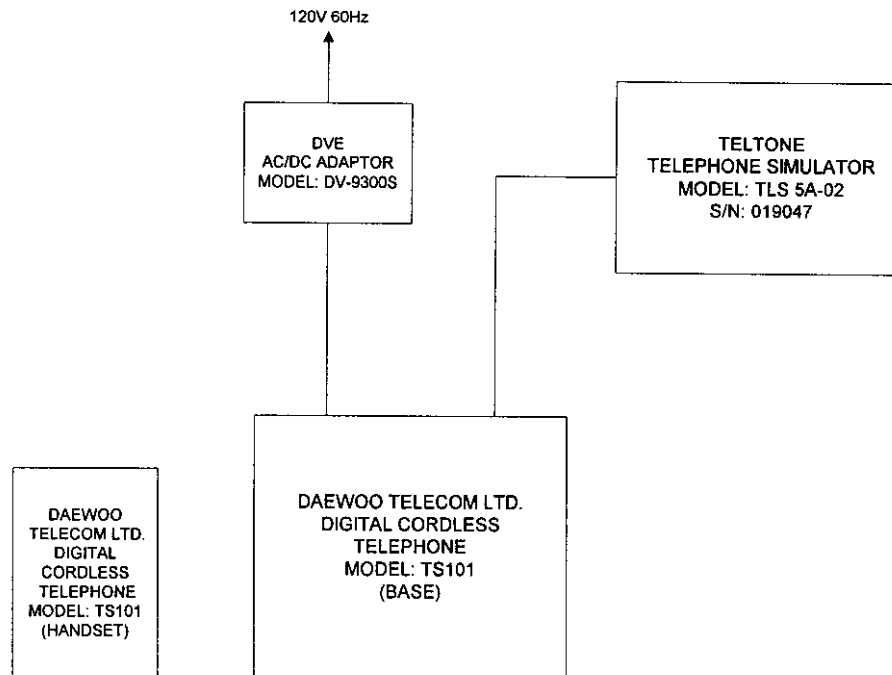 120V 60Hz
DVE
AC/DC ADAPTOR
MODEL: DV-9300S
TELTONE
TELEPHONE SIMULATOR
MODEL: TLS 5A-02
S/N: 019047
DAEWOO TELECOM LTD.
DIGITAL CORDLESS
TELEPHONE
MODEL: TS101
(BASE)
DAEWOO
TELECOM LTD.
DIGITAL
CORDLESS
TELEPHONE
MODEL: TS101
(HANDSET)